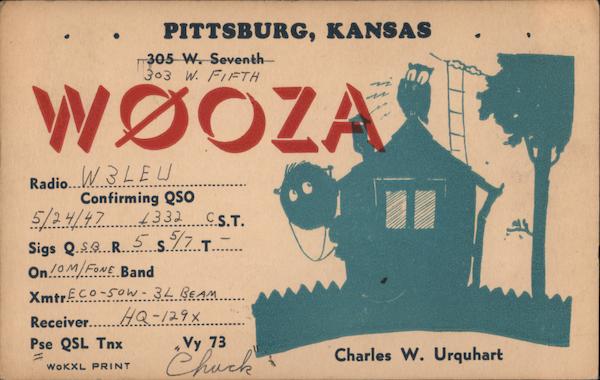 PITTSBURG, KANSAS
305 W. Seventh
303 W. FIFTH
WØOZA
Radio W3LEU
Confirming QSO
5/24/47 1332 C S.T.
Sigs Q SQ R 5 S 5/7 T -
On 10M/FONE Band
Xmtr ECO-50W-3L BEAM
Receiver HQ-129X
Pse QSL Tnx Vy 73
" "Chuck"
WØKXL PRINT
Charles W. Urquhart